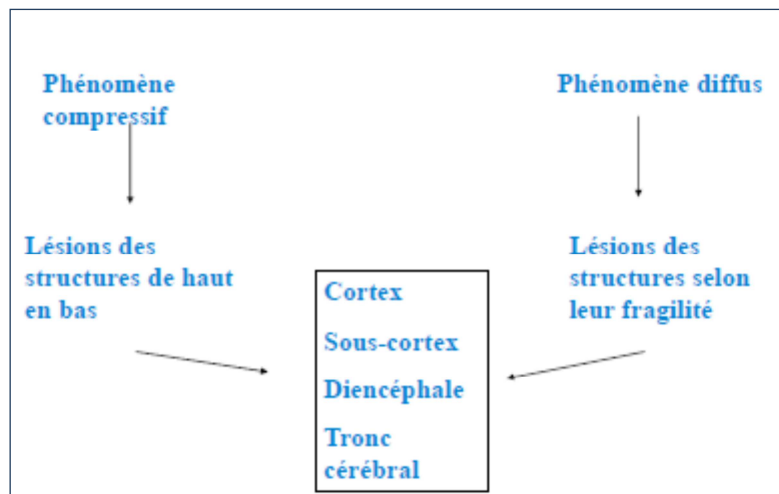 Phénomène
compressif
Phénomène diffus
Lésions des
structures de haut
en bas
Lésions des
structures selon
leur fragilité
Cortex
Sous-cortex
Diencéphale
Tronc
cérébral